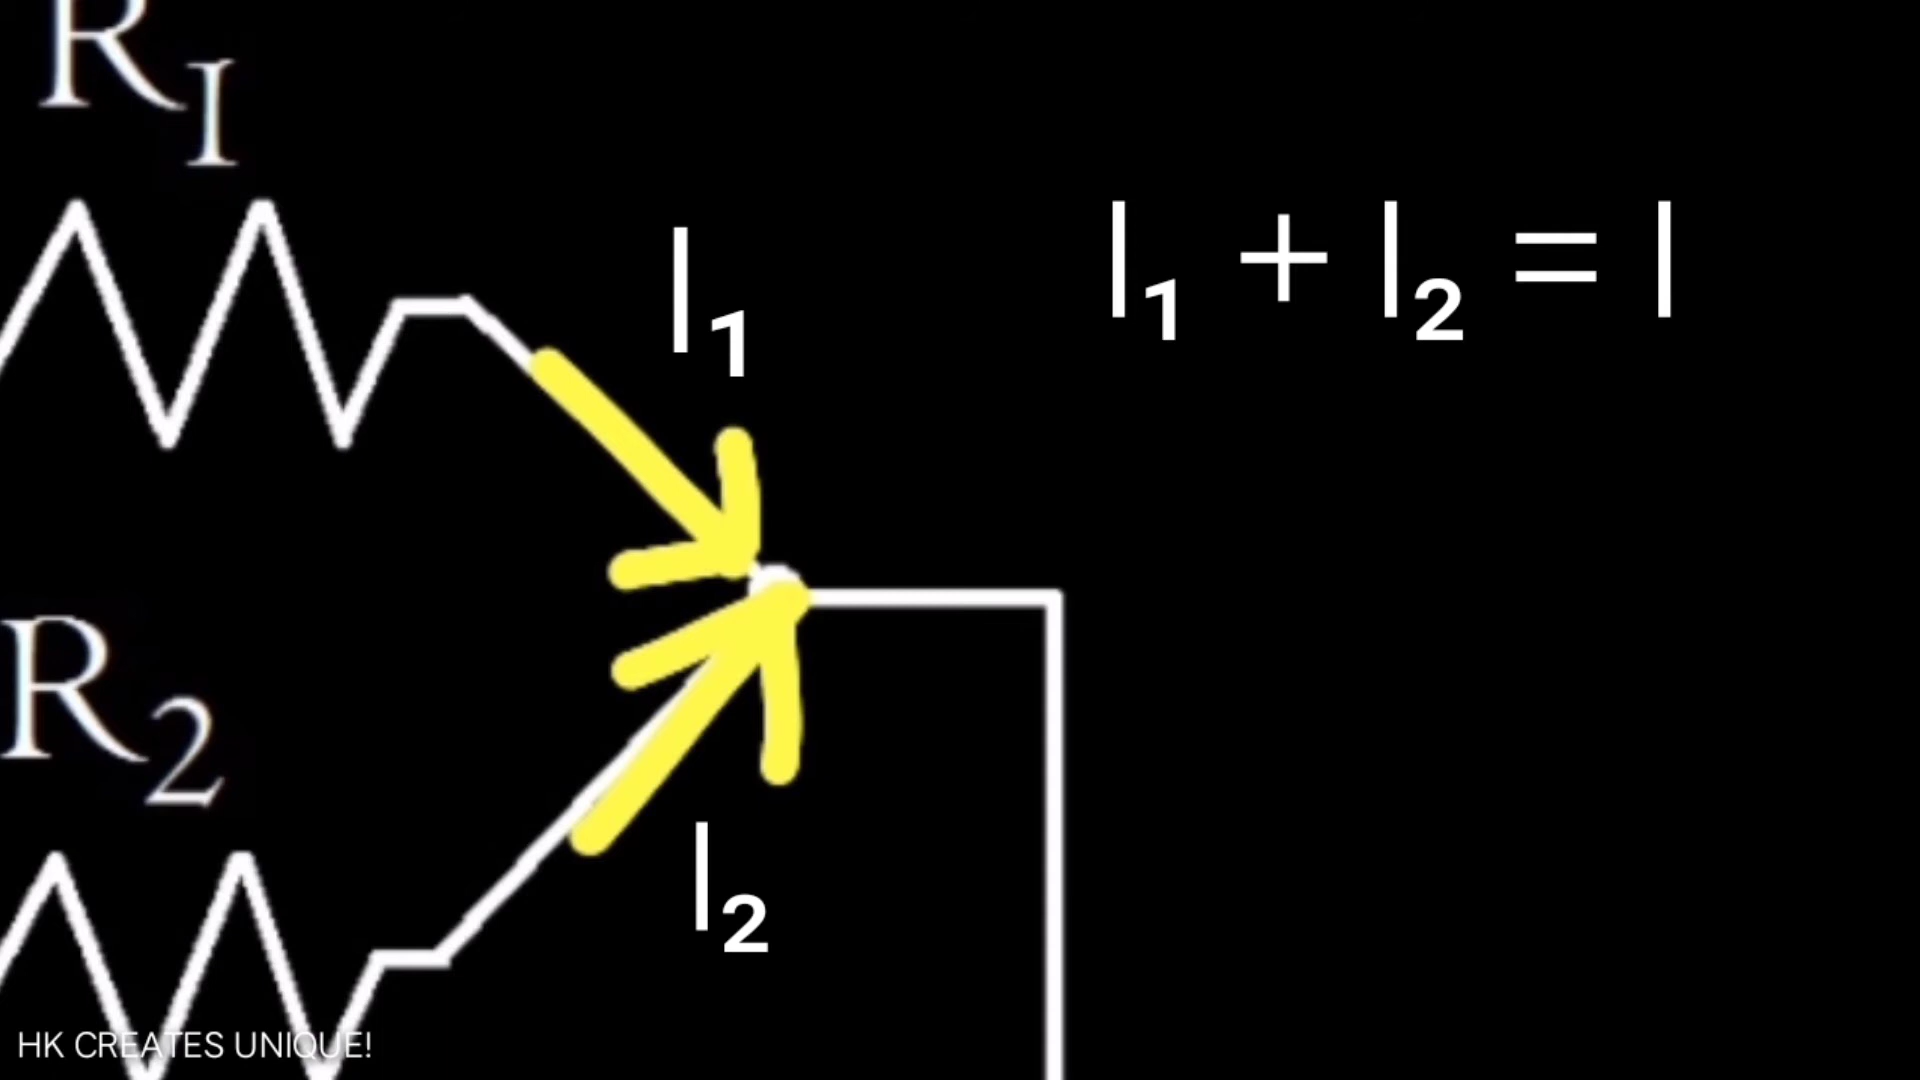 R₁
I₁
I₁ + I₂ = I
R₂
I₂
HK CREATES UNIQUE!